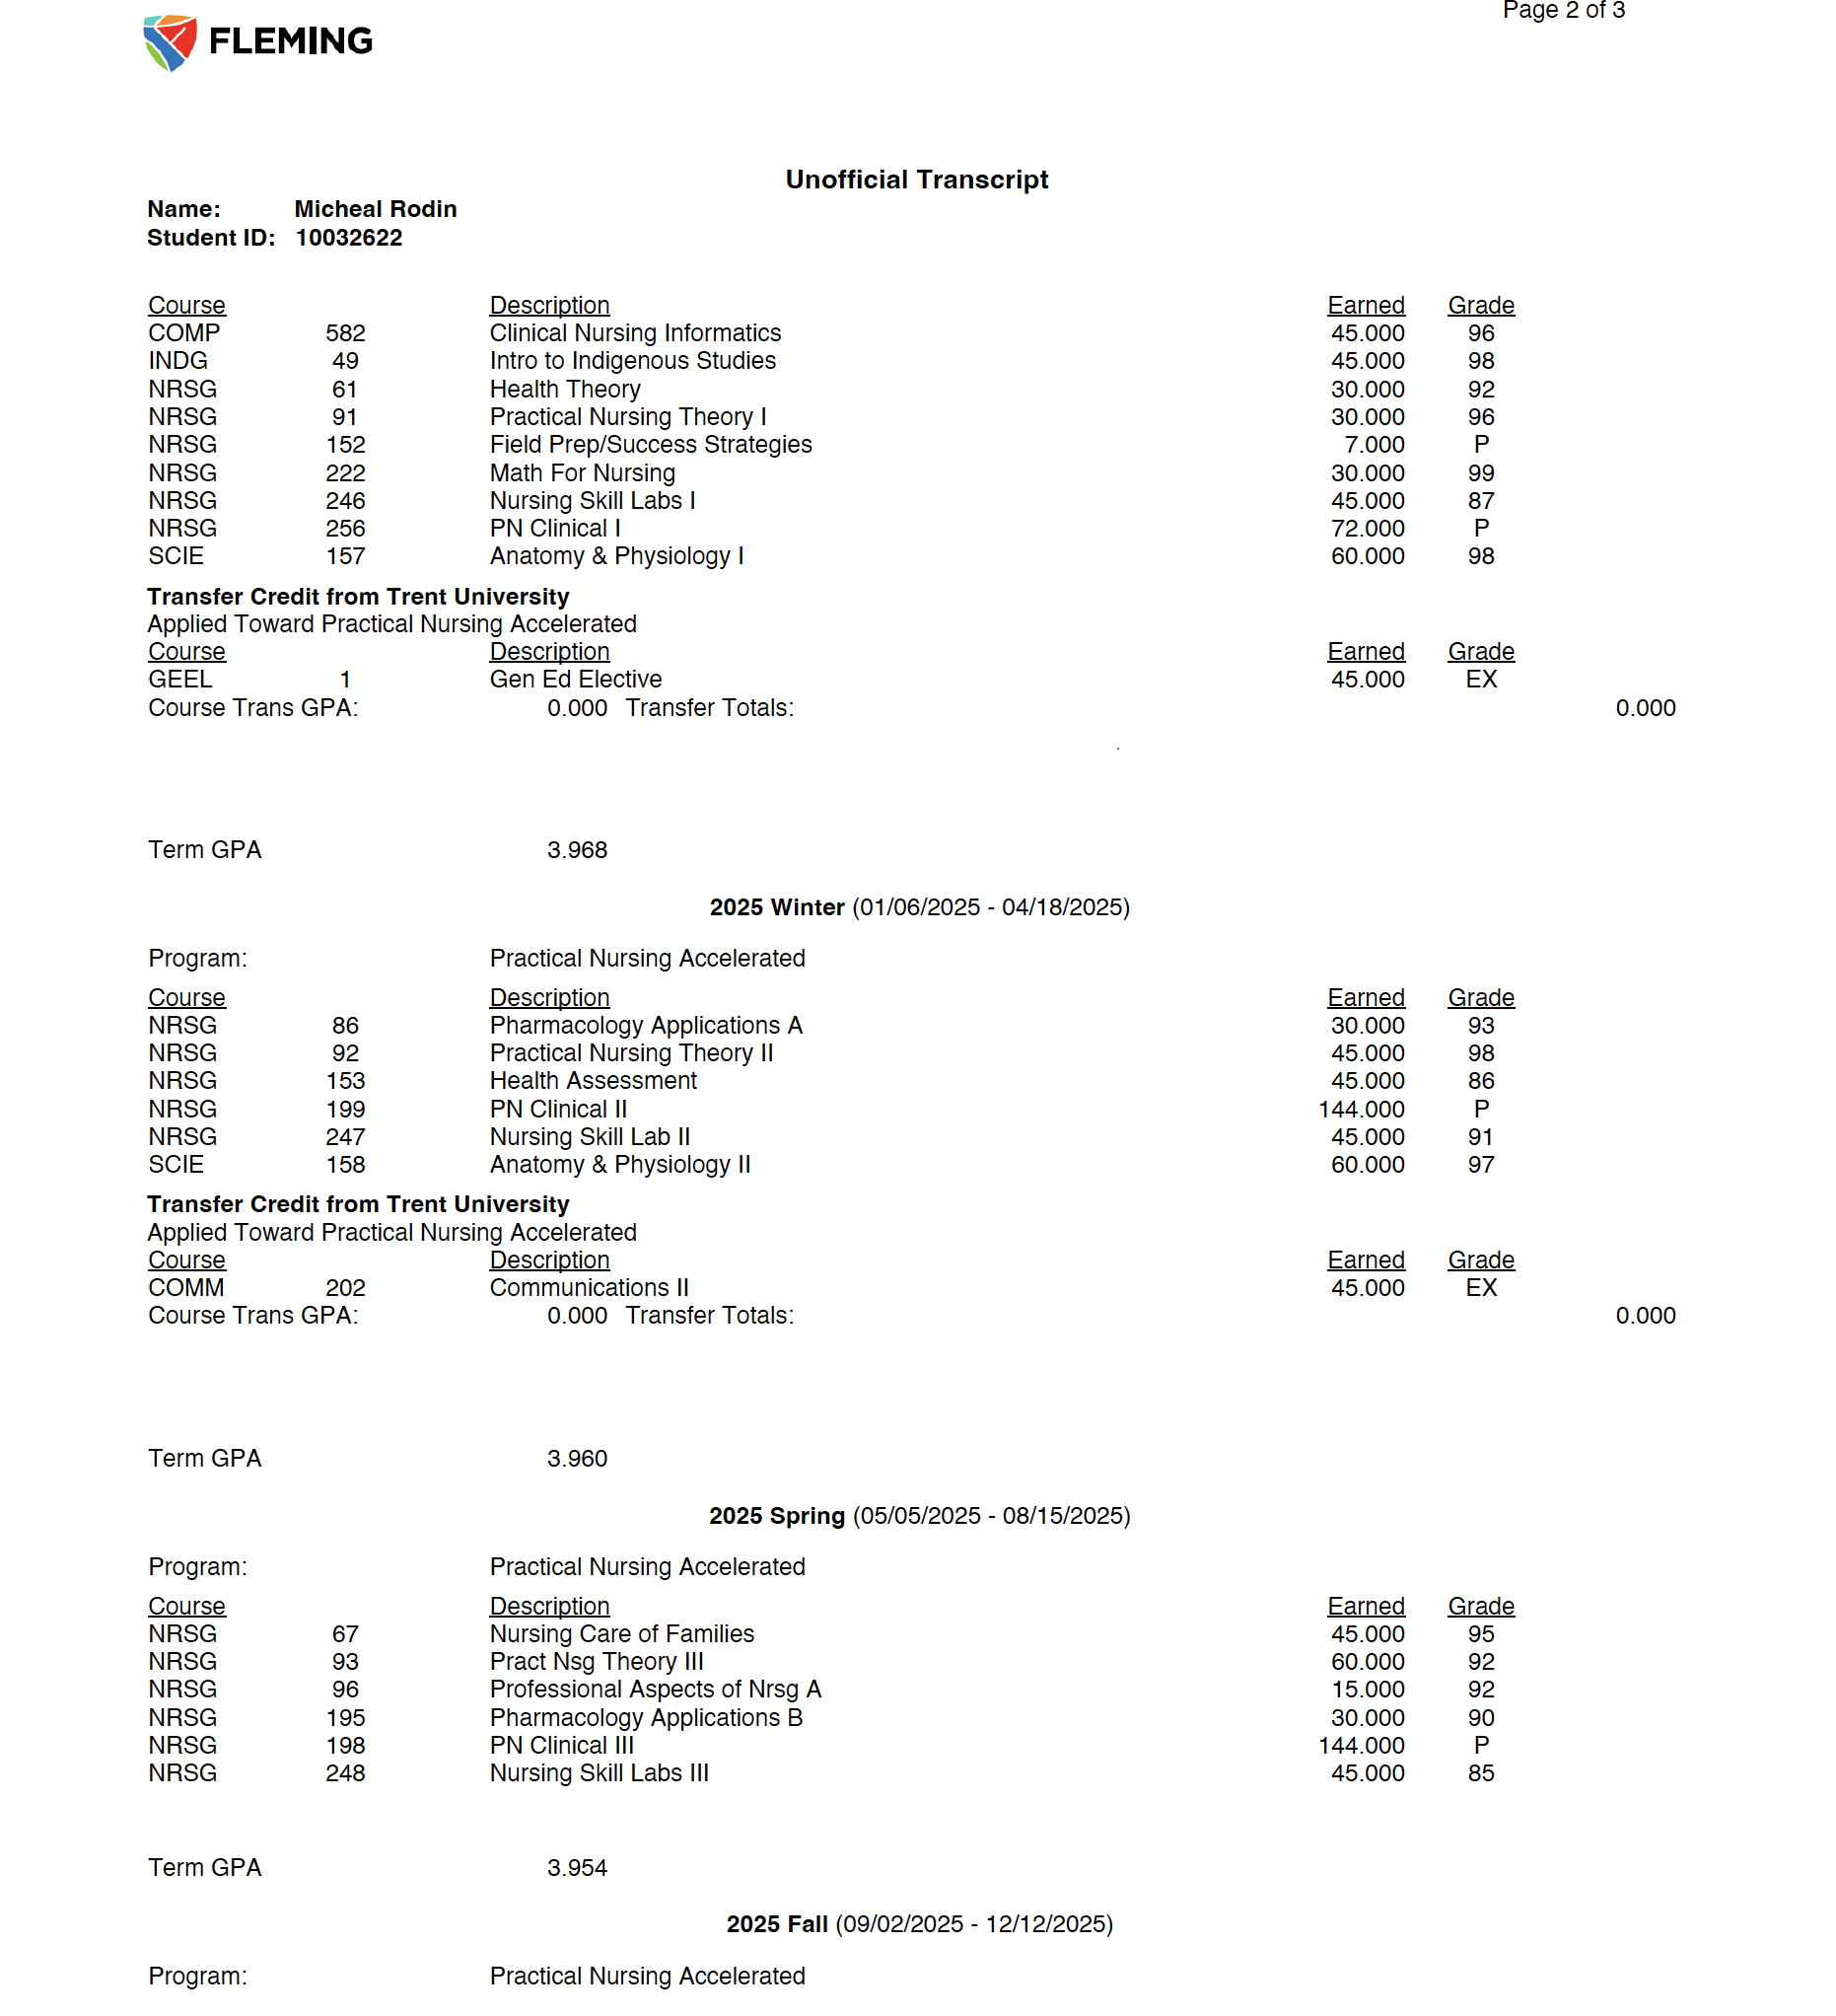 Page 2 of 3
FLEMING
Unofficial Transcript
Name: Micheal Rodin
Student ID: 10032622
Course Description Earned Grade
COMP 582 Clinical Nursing Informatics 45.000 96
INDG 49 Intro to Indigenous Studies 45.000 98
NRSG 61 Health Theory 30.000 92
NRSG 91 Practical Nursing Theory I 30.000 96
NRSG 152 Field Prep/Success Strategies 7.000 P
NRSG 222 Math For Nursing 30.000 99
NRSG 246 Nursing Skill Labs I 45.000 87
NRSG 256 PN Clinical I 72.000 P
SCIE 157 Anatomy & Physiology I 60.000 98
Transfer Credit from Trent University
Applied Toward Practical Nursing Accelerated
Course Description Earned Grade
GEEL 1 Gen Ed Elective 45.000 EX
Course Trans GPA: 0.000 Transfer Totals: 0.000
Term GPA 3.968
2025 Winter (01/06/2025 - 04/18/2025)
Program: Practical Nursing Accelerated
Course Description Earned Grade
NRSG 86 Pharmacology Applications A 30.000 93
NRSG 92 Practical Nursing Theory II 45.000 98
NRSG 153 Health Assessment 45.000 86
NRSG 199 PN Clinical II 144.000 P
NRSG 247 Nursing Skill Lab II 45.000 91
SCIE 158 Anatomy & Physiology II 60.000 97
Transfer Credit from Trent University
Applied Toward Practical Nursing Accelerated
Course Description Earned Grade
COMM 202 Communications II 45.000 EX
Course Trans GPA: 0.000 Transfer Totals: 0.000
Term GPA 3.960
2025 Spring (05/05/2025 - 08/15/2025)
Program: Practical Nursing Accelerated
Course Description Earned Grade
NRSG 67 Nursing Care of Families 45.000 95
NRSG 93 Pract Nsg Theory III 60.000 92
NRSG 96 Professional Aspects of Nrsg A 15.000 92
NRSG 195 Pharmacology Applications B 30.000 90
NRSG 198 PN Clinical III 144.000 P
NRSG 248 Nursing Skill Labs III 45.000 85
Term GPA 3.954
2025 Fall (09/02/2025 - 12/12/2025)
Program: Practical Nursing Accelerated